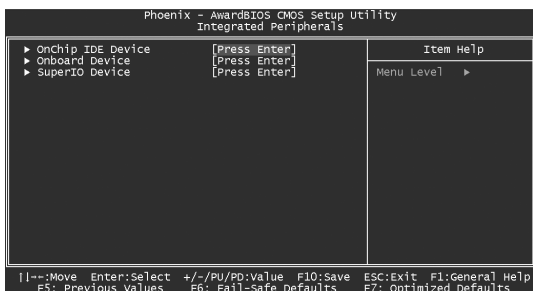 Phoenix - AwardBIOS CMOS Setup Utility
Integrated Peripherals
► OnChip IDE Device [Press Enter]
► Onboard Device [Press Enter]
► SuperIO Device [Press Enter]
Item Help
Menu Level ►
↑↓→←:Move Enter:Select +/-/PU/PD:Value F10:Save ESC:Exit F1:General Help
F5: Previous Values F6: Fail-Safe Defaults F7: Optimized Defaults